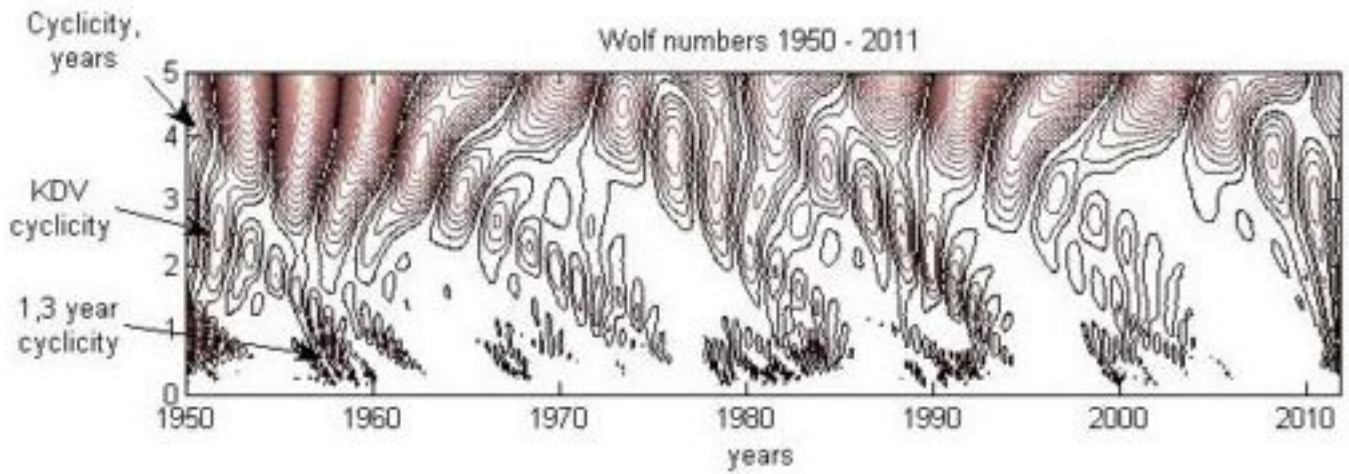 Cyclicity,
years
Wolf numbers 1950 - 2011
5
4
KDV
cyclicity
3
2
1,3 year
cyclicity
1
0
1950 1960 1970 1980 1990 2000 2010
years